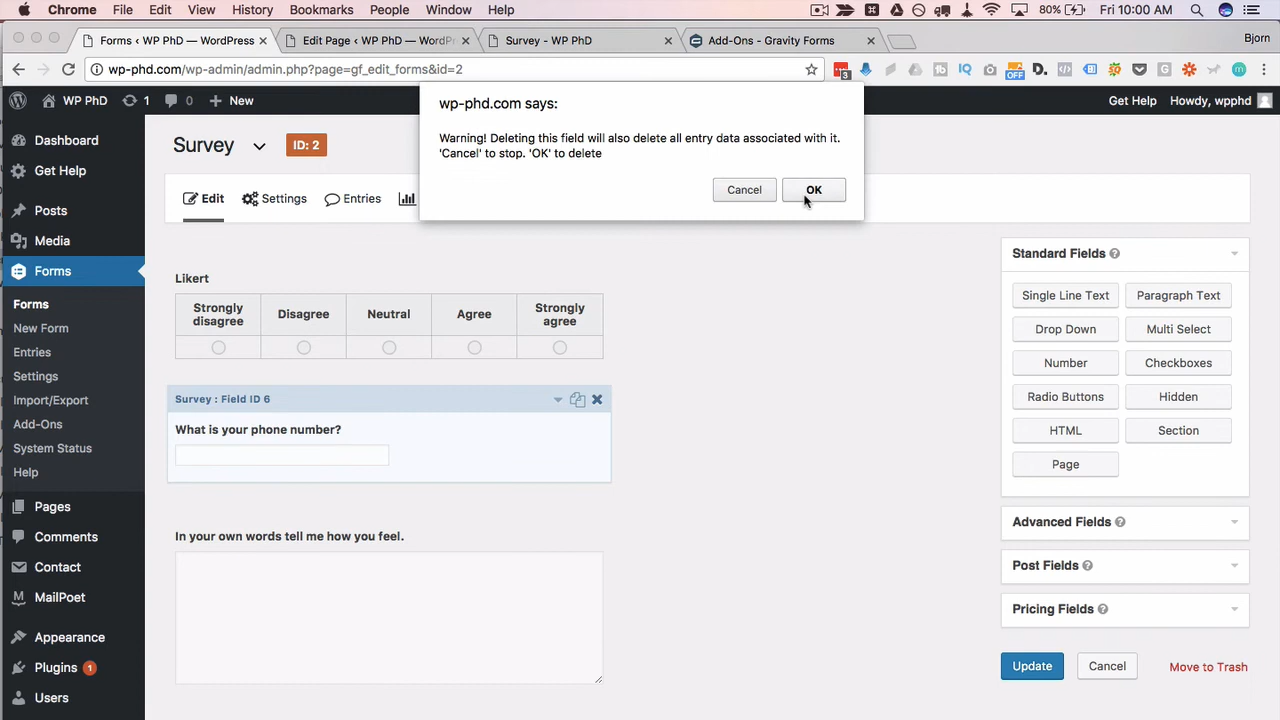 Chrome File Edit View History Bookmarks People Window Help
80% Fri 10:00 AM
Forms ‹ WP PhD — WordPress
Edit Page ‹ WP PhD — WordPr
Survey - WP PhD
Add-Ons - Gravity Forms
Bjorn
wp-phd.com/wp-admin/admin.php?page=gf_edit_forms&id=2
3
OFF
WP PhD 1 0 New
Get Help Howdy, wpphd
wp-phd.com says:
Warning! Deleting this field will also delete all entry data associated with it.
'Cancel' to stop. 'OK' to delete
Cancel OK
Dashboard
Get Help
Posts
Media
Forms
Forms
New Form
Entries
Settings
Import/Export
Add-Ons
System Status
Help
Pages
Comments
Contact
MailPoet
Appearance
Plugins 1
Users
Survey ID: 2
Edit Settings Entries
Likert
Strongly disagree Disagree Neutral Agree Strongly agree
Survey : Field ID 6
What is your phone number?
In your own words tell me how you feel.
Standard Fields
Single Line Text Paragraph Text
Drop Down Multi Select
Number Checkboxes
Radio Buttons Hidden
HTML Section
Page
Advanced Fields
Post Fields
Pricing Fields
Update Cancel Move to Trash